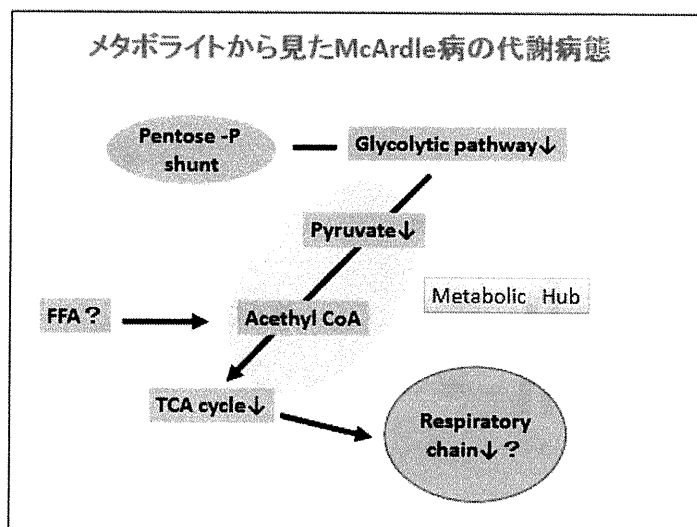 メタボライトから見たMcArdle病の代謝病態
Pentose -P
shunt
Glycolytic pathway↓
Pyruvate↓
Metabolic Hub
FFA？
Acethyl CoA
TCA cycle↓
Respiratory
chain↓？